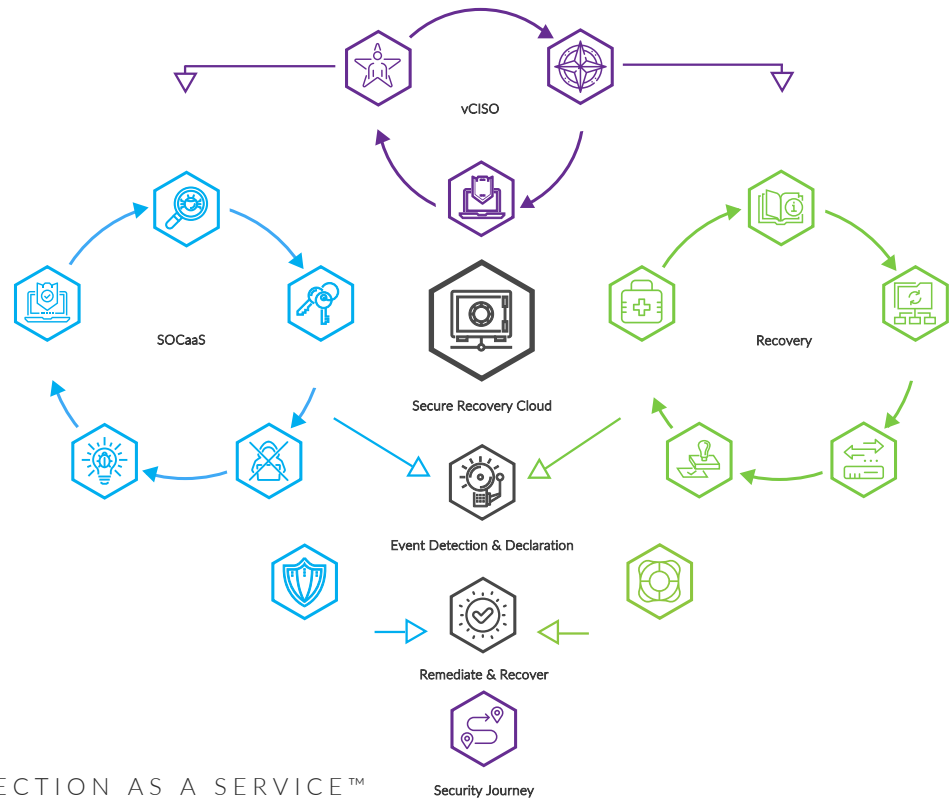 vCISO
SOCaaS
Recovery
Secure Recovery Cloud
Event Detection & Declaration
Remediate & Recover
ECTION AS A SERVICE™
Security Journey